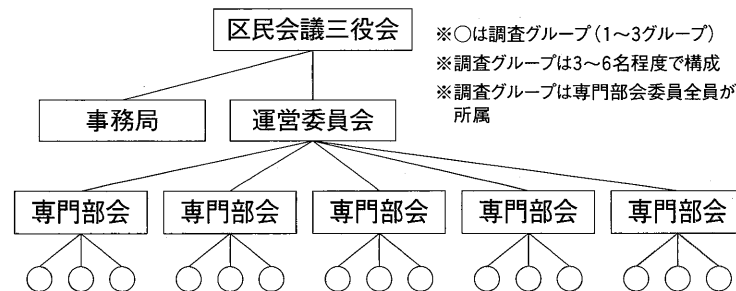 区民会議三役会
※○は調査グループ(1～3グループ)
※調査グループは3～6名程度で構成
※調査グループは専門部会委員全員が
所属
事務局
運営委員会
専門部会
専門部会
専門部会
専門部会
専門部会